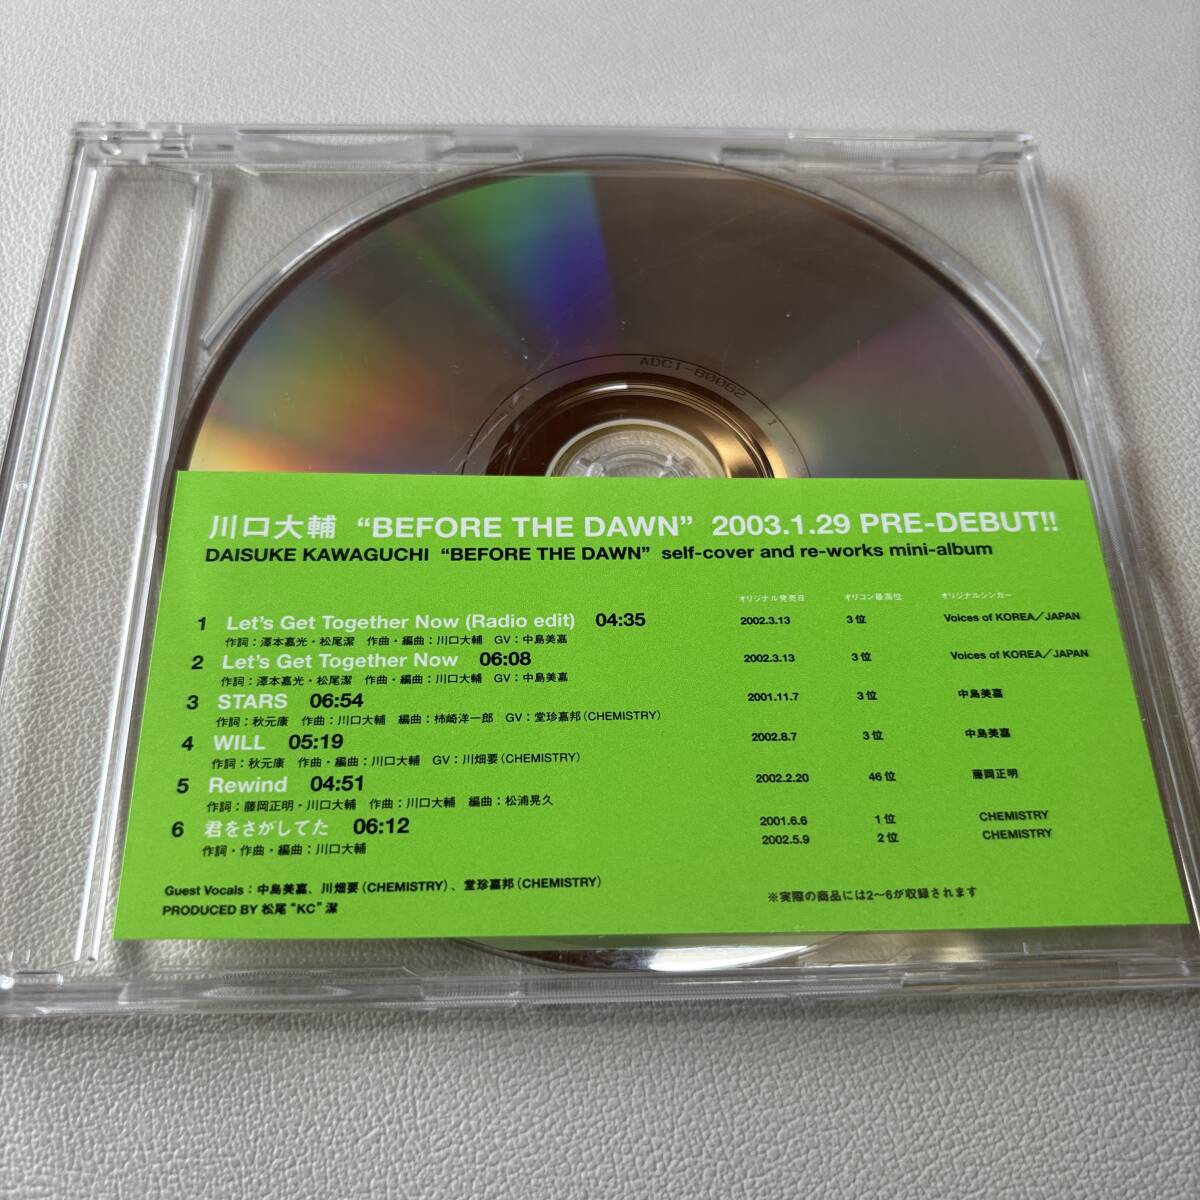 ADCI-80062 1
川口大輔 “BEFORE THE DAWN” 2003.1.29 PRE-DEBUT!!
DAISUKE KAWAGUCHI “BEFORE THE DAWN” self-cover and re-works mini-album
オリジナル発売日 オリコン最高位 オリジナルシンガー
1 Let's Get Together Now (Radio edit) 04:35 2002.3.13 3位 Voices of KOREA／JAPAN
作詞：澤本嘉光・松尾潔 作曲・編曲：川口大輔 GV：中島美嘉
2 Let's Get Together Now 06:08 2002.3.13 3位 Voices of KOREA／JAPAN
作詞：澤本嘉光・松尾潔 作曲・編曲：川口大輔 GV：中島美嘉
3 STARS 06:54 2001.11.7 3位 中島美嘉
作詞：秋元康 作曲：川口大輔 編曲：柿崎洋一郎 GV：堂珍嘉邦（CHEMISTRY）
4 WILL 05:19 2002.8.7 3位 中島美嘉
作詞：秋元康 作曲・編曲：川口大輔 GV：川畑要（CHEMISTRY）
5 Rewind 04:51 2002.2.20 46位 藤岡正明
作詞：藤岡正明・川口大輔 作曲：川口大輔 編曲：松浦晃久
6 君をさがしてた 06:12 2001.6.6 1位 CHEMISTRY
2002.5.9 2位 CHEMISTRY
作詞・作曲・編曲：川口大輔
Guest Vocals：中島美嘉、川畑要（CHEMISTRY）、堂珍嘉邦（CHEMISTRY）
PRODUCED BY 松尾“KC”潔
※実際の商品には2〜6が収録されます